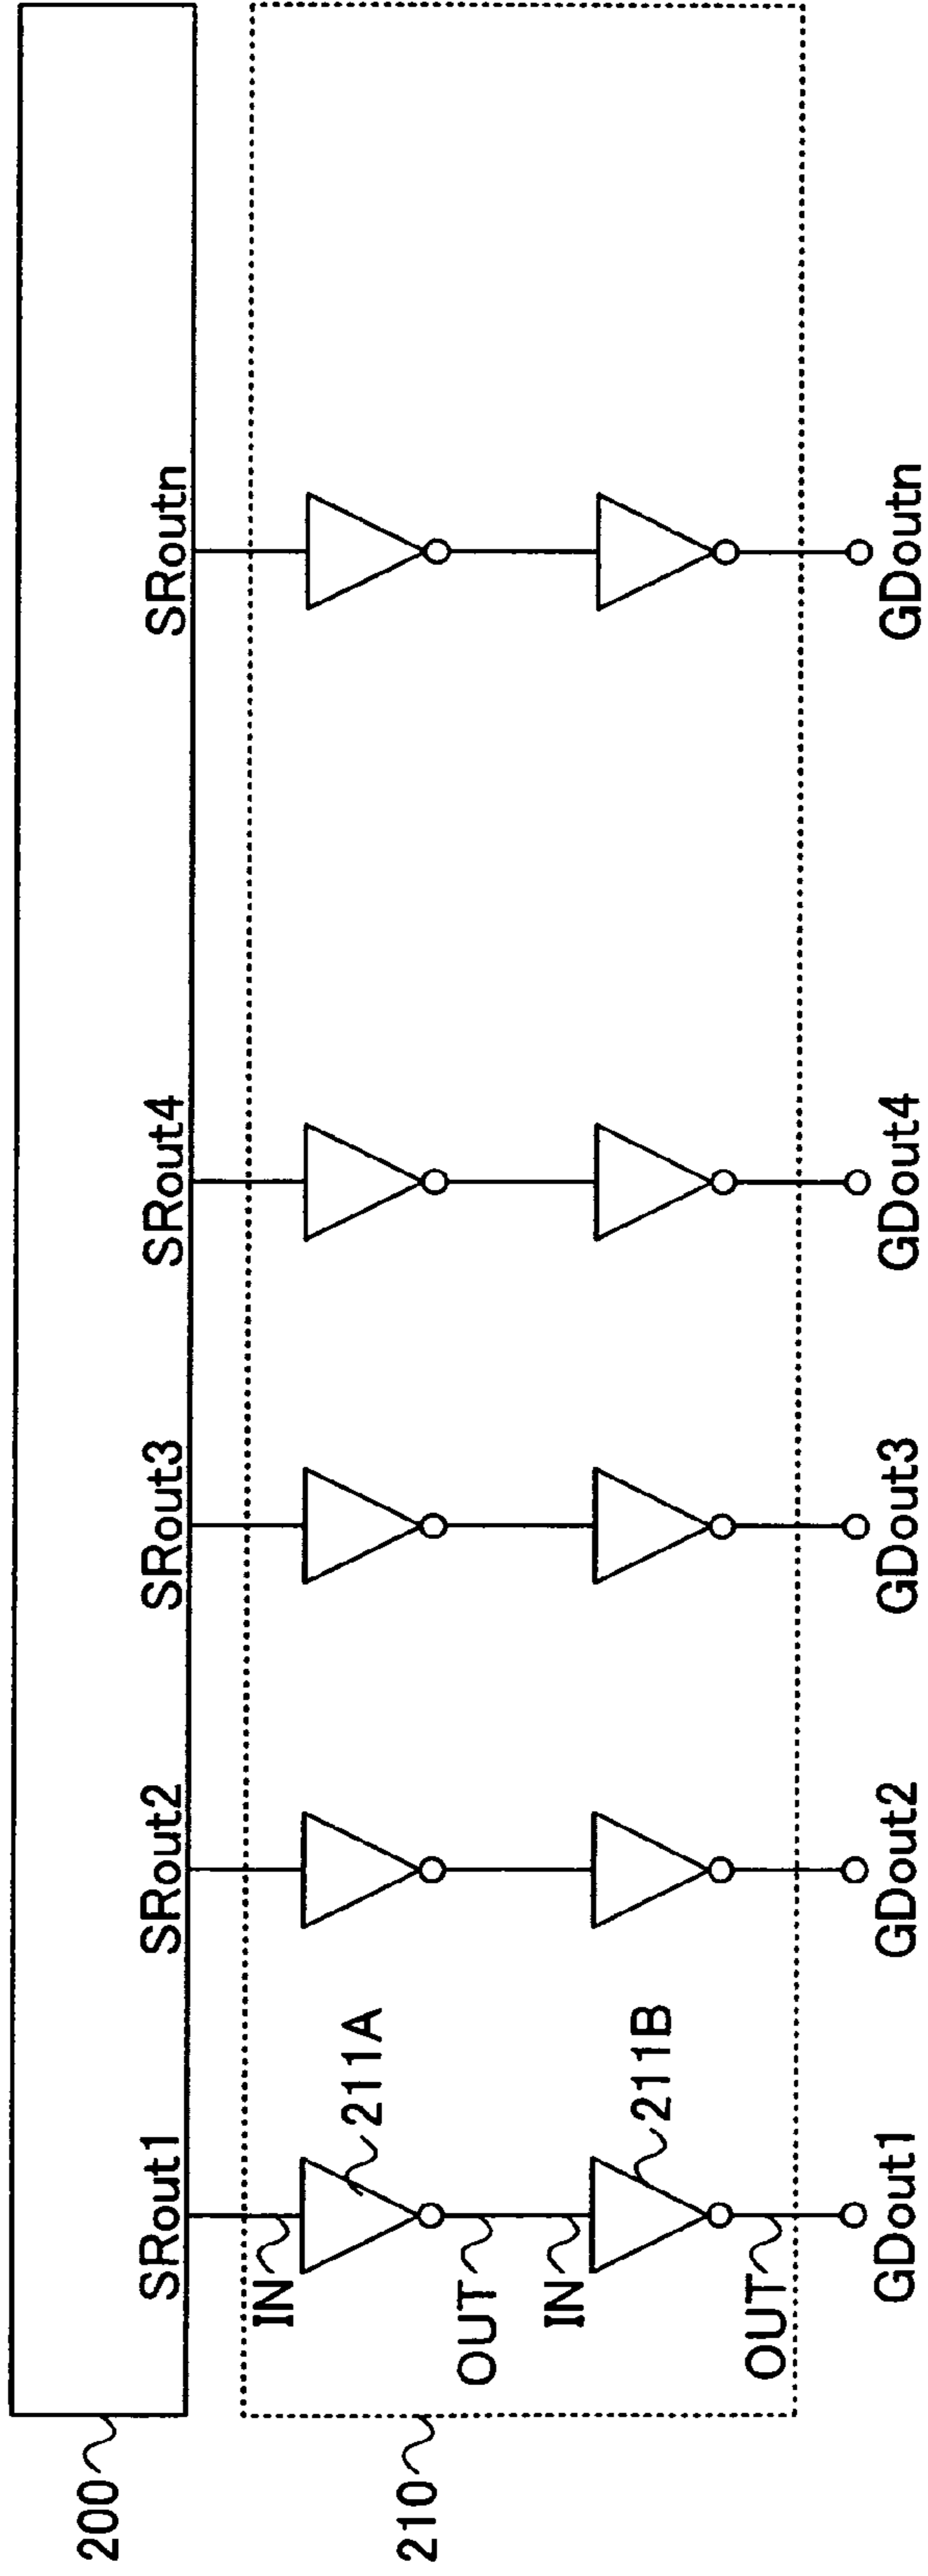 200
SRout1
SRout2
SRout3
SRout4
SRoutn
210
IN
211A
OUT
IN
211B
OUT
GDout1
GDout2
GDout3
GDout4
GDoutn